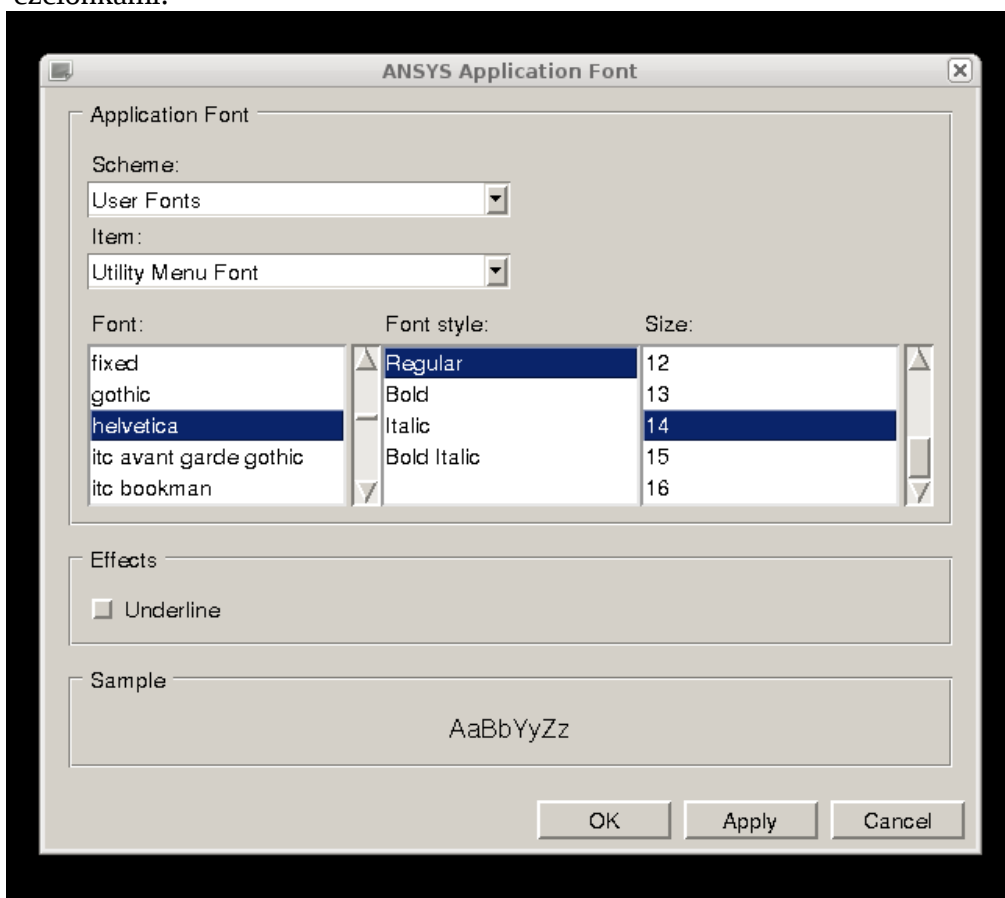 czcionkami.
ANSYS Application Font
Application Font
Scheme:
User Fonts
Item:
Utility Menu Font
Font:
Font style:
Size:
fixed
gothic
helvetica
itc avant garde gothic
itc bookman
Regular
Bold
Italic
Bold Italic
12
13
14
15
16
Effects
Underline
Sample
AaBbYyZz
OK
Apply
Cancel